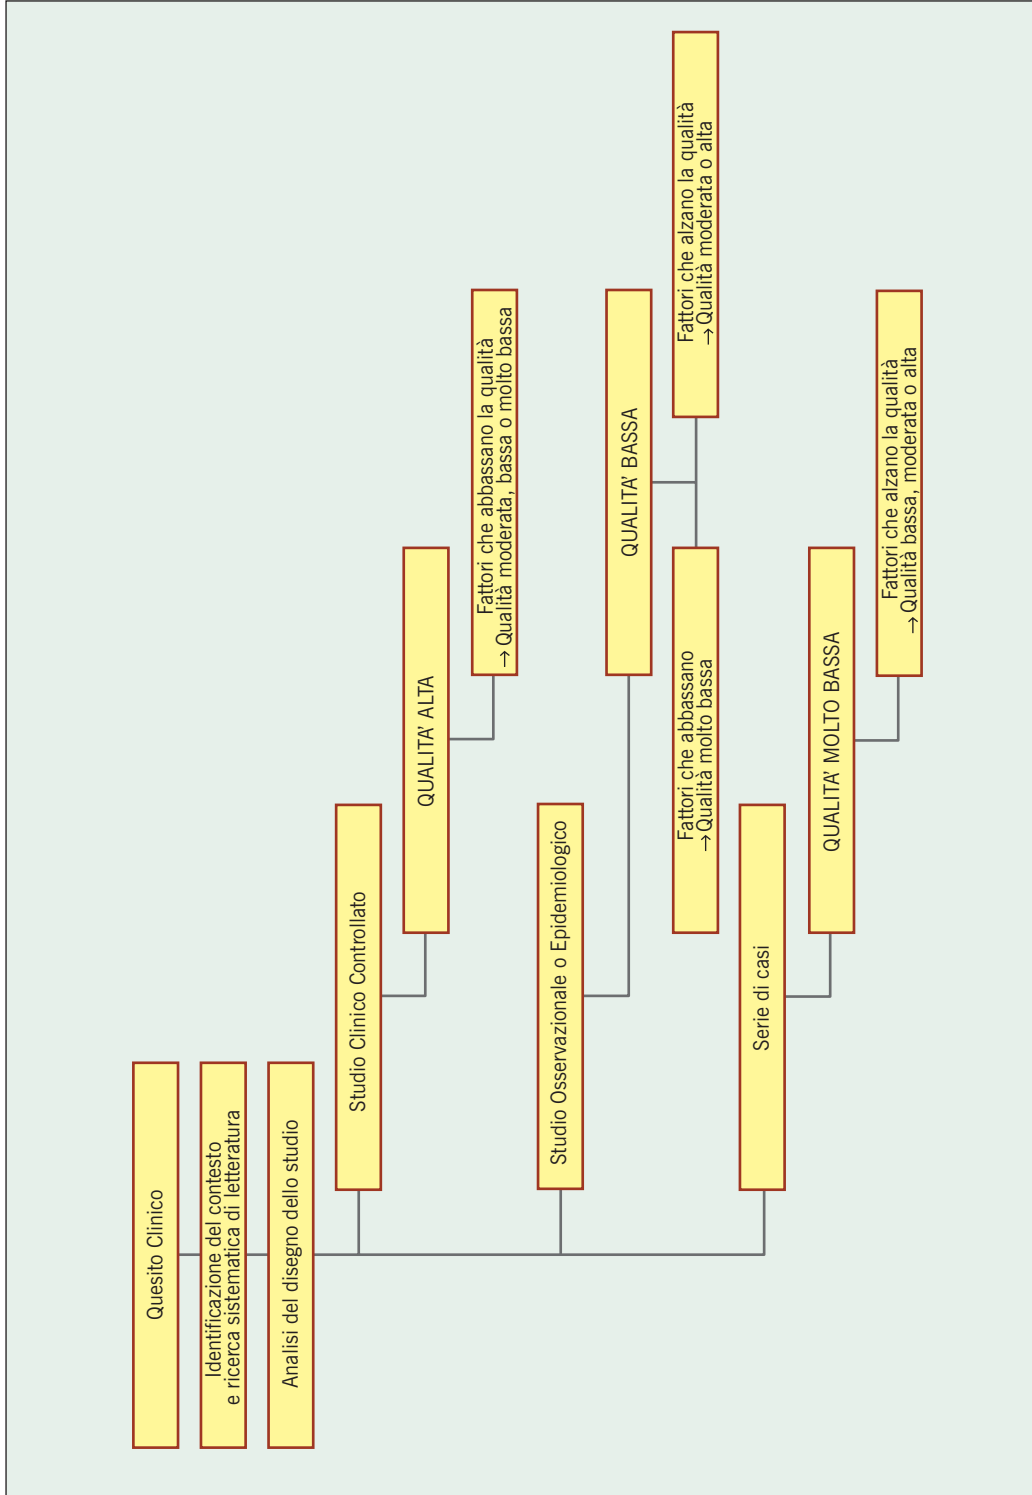 Quesito Clinico
Identificazione del contesto
e ricerca sistematica di letteratura
Analisi del disegno dello studio
Studio Clinico Controllato
QUALITA' ALTA
Fattori che abbassano la qualità
→ Qualità moderata, bassa o molto bassa
Studio Osservazionale o Epidemiologico
QUALITA' BASSA
Fattori che abbassano
→ Qualità molto bassa
Fattori che alzano la qualità
→ Qualità moderata o alta
Serie di casi
QUALITA' MOLTO BASSA
Fattori che alzano la qualità
→ Qualità bassa, moderata o alta